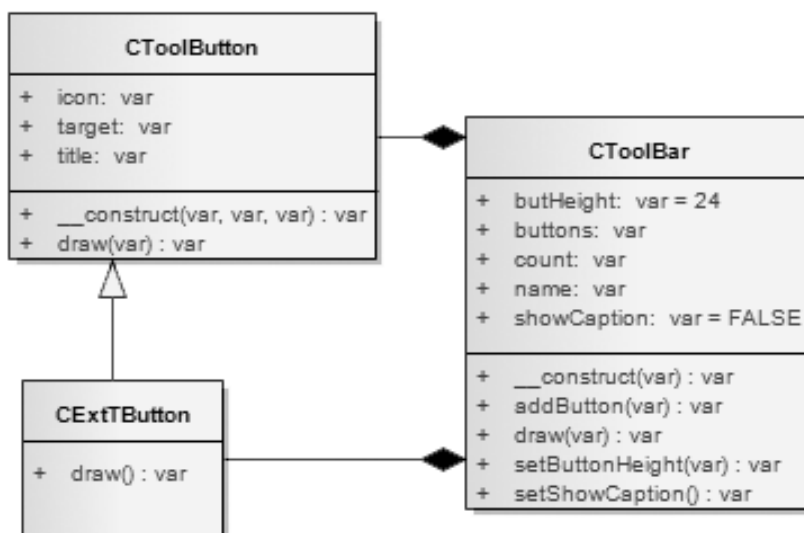 CToolButton
+ icon: var
+ target: var
+ title: var
+ __construct(var, var, var) : var
+ draw(var) : var
CToolBar
+ butHeight: var = 24
+ buttons: var
+ count: var
+ name: var
+ showCaption: var = FALSE
+ __construct(var) : var
+ addButton(var) : var
+ draw(var) : var
+ setButtonHeight(var) : var
+ setShowCaption() : var
CExtTButton
+ draw() : var